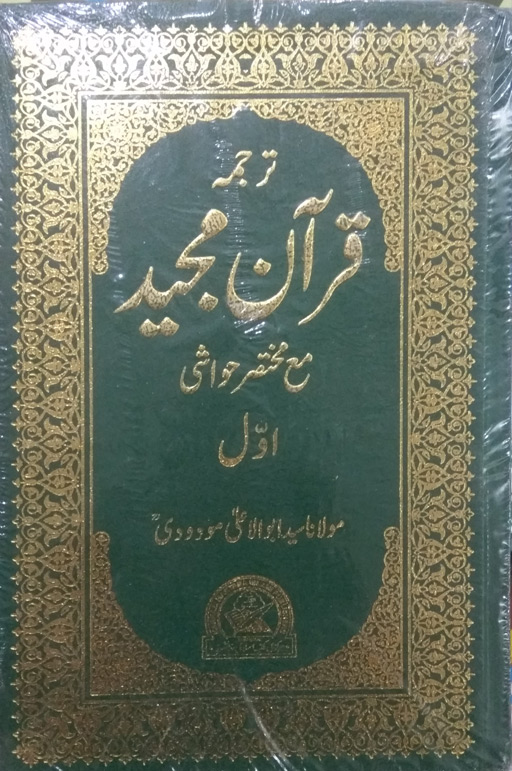 ترجمہ
قرآن مجید
مع مختصر حواشی
اوّل
مولانا سید ابوالاعلیٰ مودودیؒ